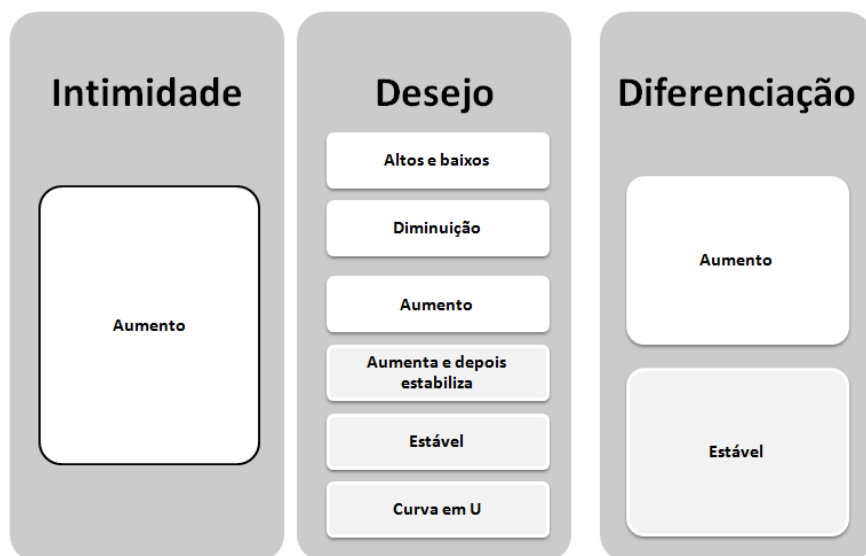 Intimidade
Aumento
Desejo
Altos e baixos
Diminuição
Aumento
Aumenta e depois
estabiliza
Estável
Curva em U
Diferenciação
Aumento
Estável